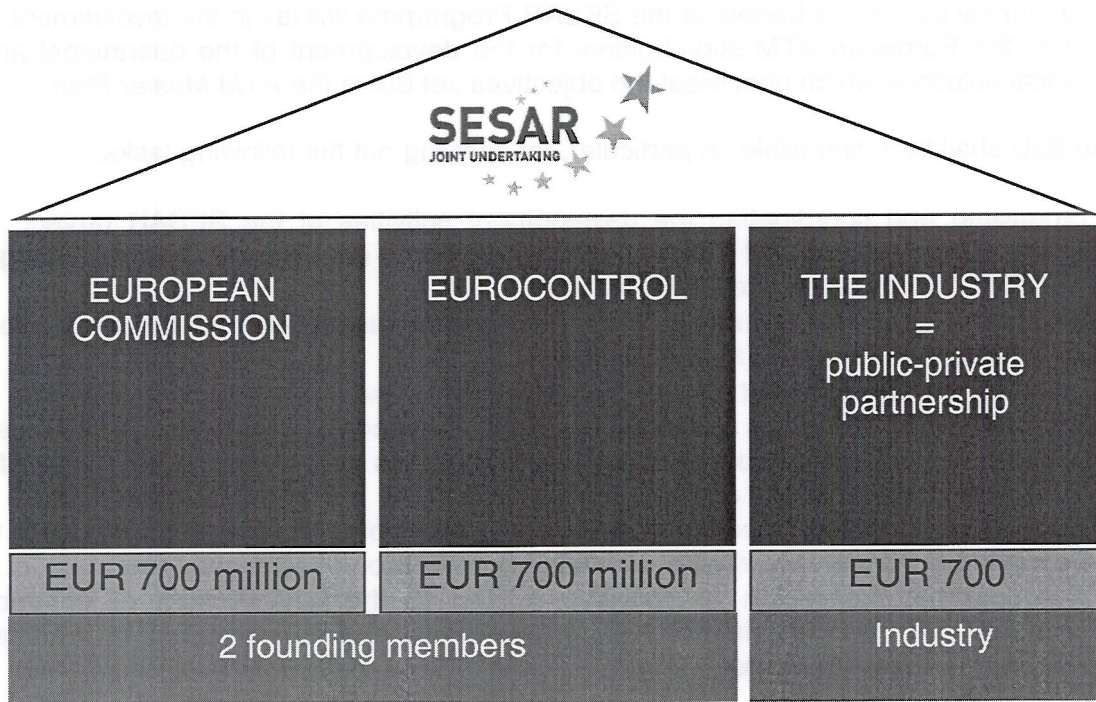 SESAR
JOINT UNDERTAKING
EUROPEAN
COMMISSION
EUROCONTROL
THE INDUSTRY
=
public-private
partnership
EUR 700 million
EUR 700 million
EUR 700
2 founding members
Industry